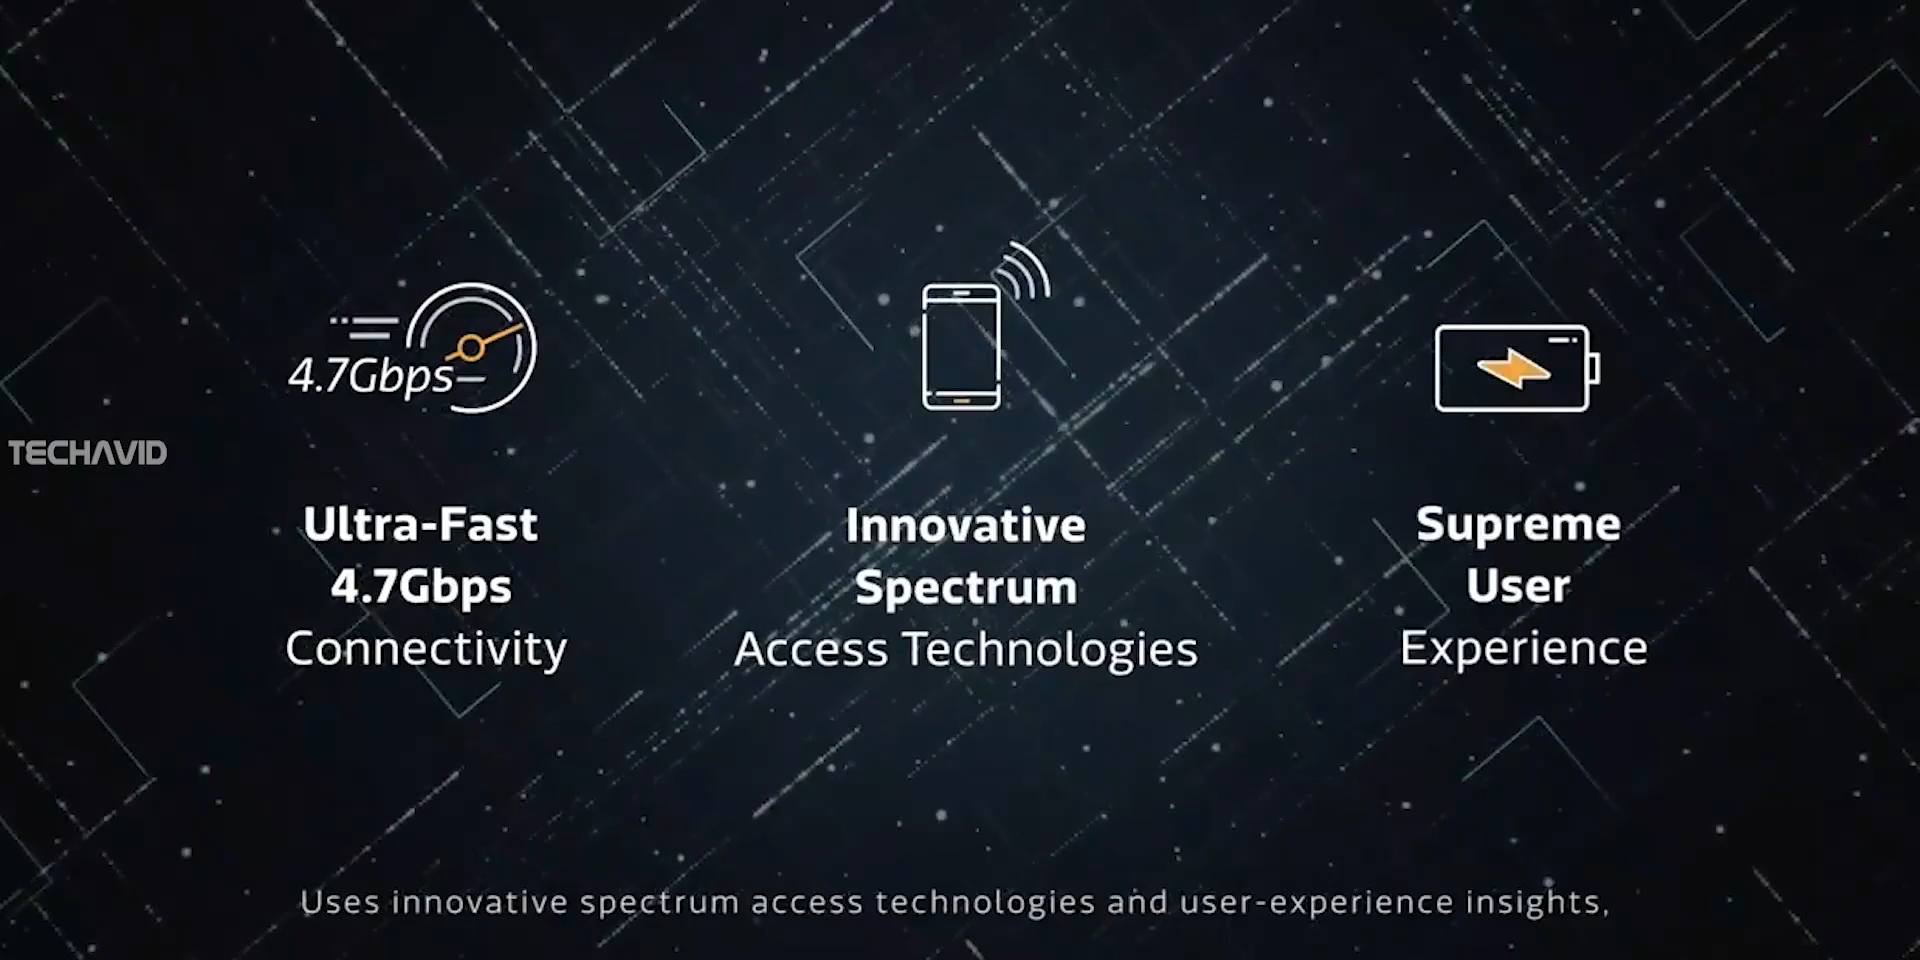 4.7Gbps
TECHAVID
Ultra-Fast
4.7Gbps
Connectivity
Innovative
Spectrum
Access Technologies
Supreme
User
Experience
Uses innovative spectrum access technologies and user-experience insights,